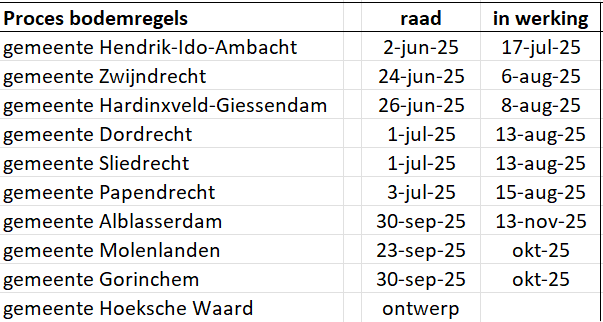 Proces bodemregels raad in werking
gemeente Hendrik-Ido-Ambacht 2-jun-25 17-jul-25
gemeente Zwijndrecht 24-jun-25 6-aug-25
gemeente Hardinxveld-Giessendam 26-jun-25 8-aug-25
gemeente Dordrecht 1-jul-25 13-aug-25
gemeente Sliedrecht 1-jul-25 13-aug-25
gemeente Papendrecht 3-jul-25 15-aug-25
gemeente Alblasserdam 30-sep-25 13-nov-25
gemeente Molenlanden 23-sep-25 okt-25
gemeente Gorinchem 30-sep-25 okt-25
gemeente Hoeksche Waard ontwerp